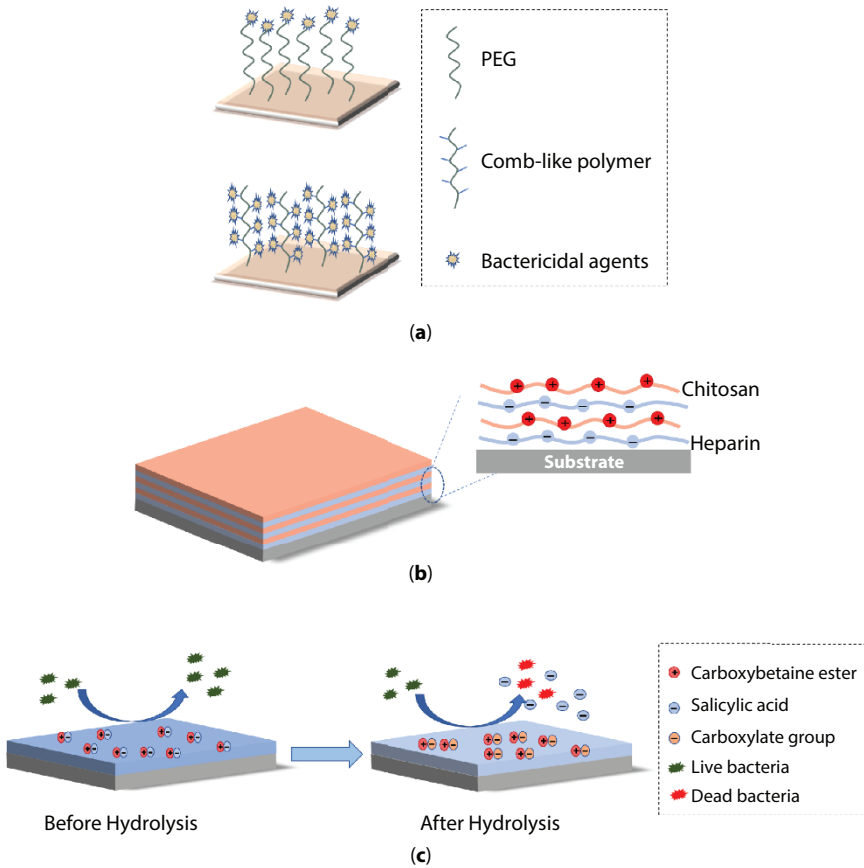 PEG
Comb-like polymer
Bactericidal agents
(a)
Chitosan
Heparin
Substrate
(b)
Carboxybetaine ester
Salicylic acid
Carboxylate group
Live bacteria
Dead bacteria
Before Hydrolysis
After Hydrolysis
(c)